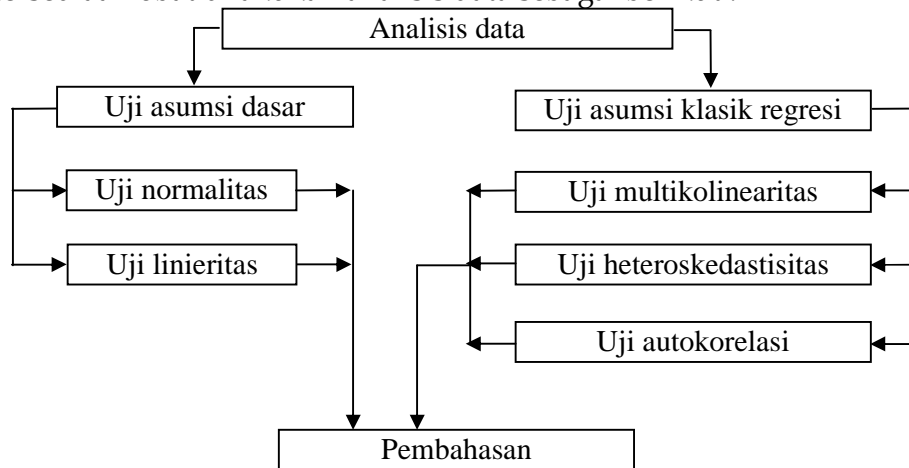 Analisis data
Uji asumsi dasar
Uji asumsi klasik regresi
Uji normalitas
Uji multikolinearitas
Uji linieritas
Uji heteroskedastisitas
Uji autokorelasi
Pembahasan